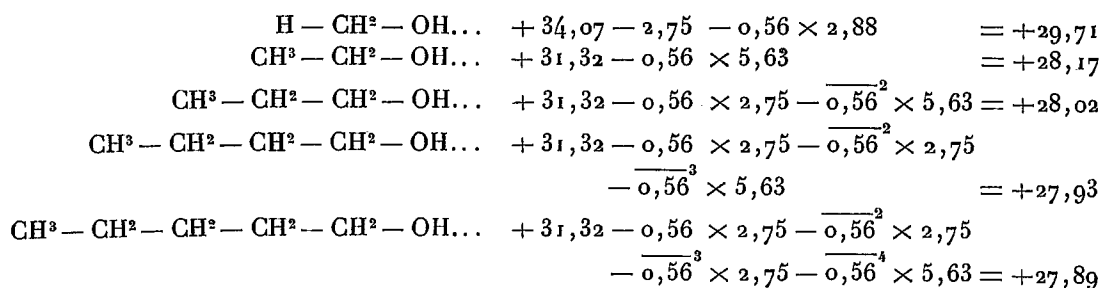 H — CH² — OH... + 34,07 — 2,75 — 0,56 × 2,88 = +29,71
CH³ — CH² — OH... + 31,32 — 0,56 × 5,63 = +28,17
CH³ — CH² — CH² — OH... + 31,32 — 0,56 × 2,75 — 0,56² × 5,63 = +28,02
CH³ — CH² — CH² — CH² — OH... + 31,32 — 0,56 × 2,75 — 0,56² × 2,75
— 0,56³ × 5,63 = +27,93
CH³ — CH² — CH² — CH² — CH² — OH... + 31,32 — 0,56 × 2,75 — 0,56² × 2,75
— 0,56³ × 2,75 — 0,56⁴ × 5,63 = +27,89